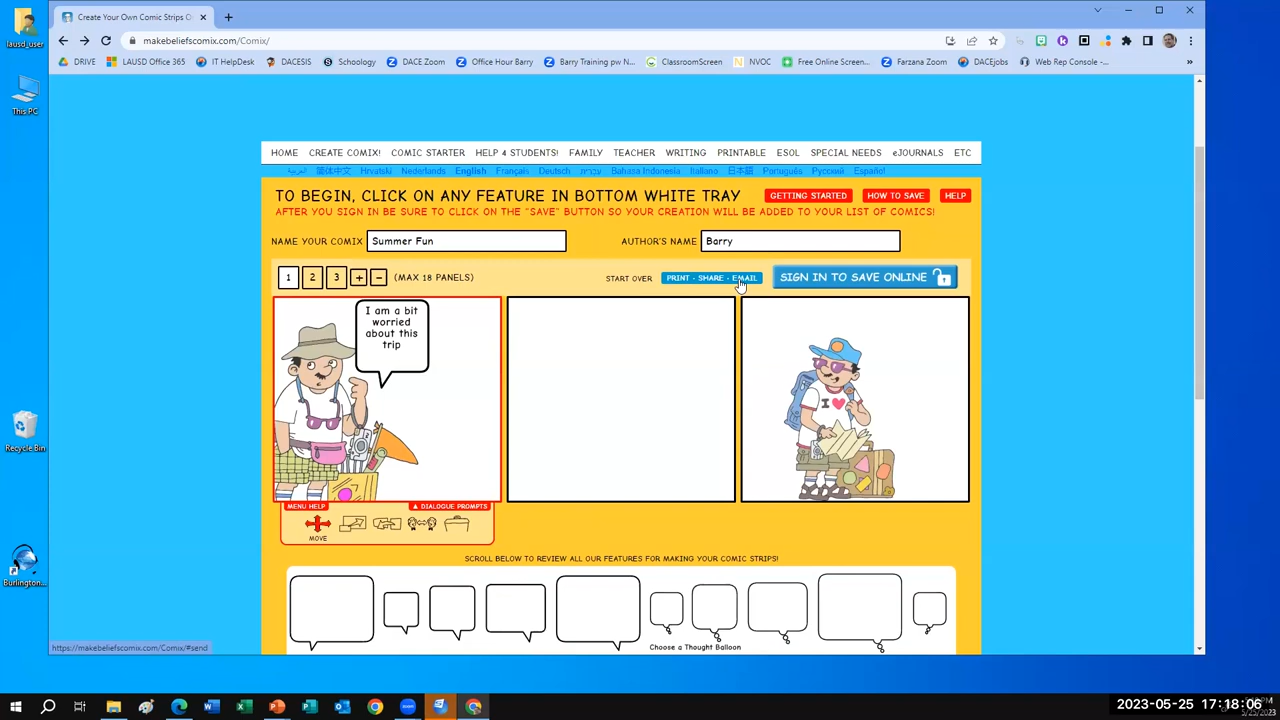 Create Your Own Comic Strips O
makebeliefscomix.com/Comix/
DRIVE LAUSD Office 365 IT HelpDesk DACESIS Schoology DACE Zoom Office Hour Barry Barry Training pw N... ClassroomScreen NVOC Free Online Screen... Farzana Zoom DACEjobs Web Rep Console -...
lausd_user
This PC
Recycle Bin
Burlington...
HOME CREATE COMIX! COMIC STARTER HELP 4 STUDENTS! FAMILY TEACHER WRITING PRINTABLE ESOL SPECIAL NEEDS eJOURNALS ETC
العربية 简体中文 Hrvatski Nederlands English Français Deutsch עברית Bahasa Indonesia Italiano 日本語 Português Русский Español
TO BEGIN, CLICK ON ANY FEATURE IN BOTTOM WHITE TRAY GETTING STARTED HOW TO SAVE HELP
AFTER YOU SIGN IN BE SURE TO CLICK ON THE "SAVE" BUTTON SO YOUR CREATION WILL BE ADDED TO YOUR LIST OF COMICS!
NAME YOUR COMIX Summer Fun AUTHOR'S NAME Barry
1 2 3 + - (MAX 18 PANELS) START OVER PRINT - SHARE - EMAIL SIGN IN TO SAVE ONLINE
I am a bit
worried
about this
trip
I
MENU HELP ▲ DIALOGUE PROMPTS
MOVE
SCROLL BELOW TO REVIEW ALL OUR FEATURES FOR MAKING YOUR COMIC STRIPS!
Choose a Thought Balloon
https://makebeliefscomix.com/Comix/#send
2023-05-25 17:18:06